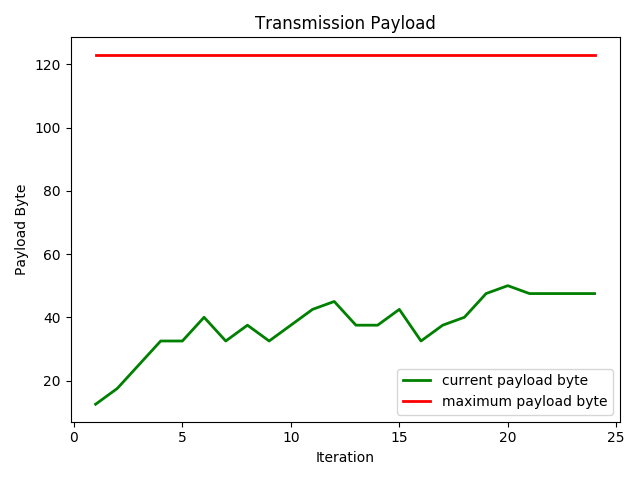 Transmission Payload
120
100
80
60
40
20
Payload Byte
0
5
10
15
20
25
Iteration
current payload byte
maximum payload byte